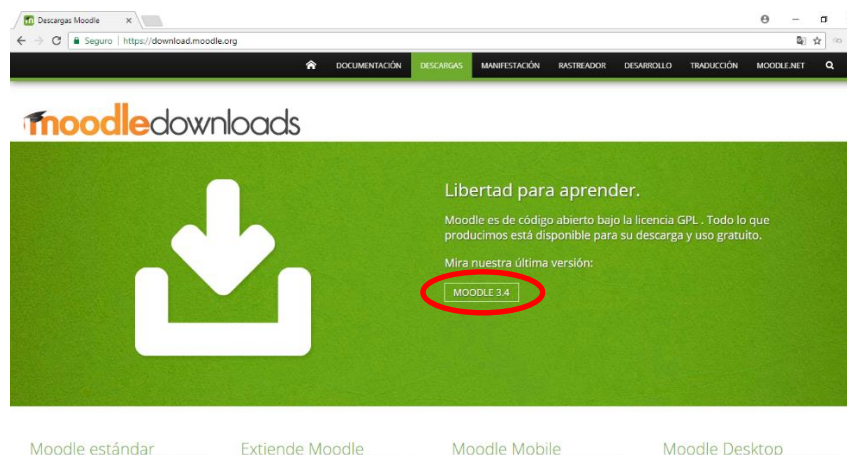 Descargas Moodle
Seguro | https://download.moodle.org
DOCUMENTACIÓN DESCARGAS MANIFESTACIÓN RASTREADOR DESARROLLO TRADUCCIÓN MOODLE.NET
moodledownloads
Libertad para aprender.
Moodle es de código abierto bajo la licencia GPL . Todo lo que
producimos está disponible para su descarga y uso gratuito.
Mira nuestra última versión:
MOODLE 3.4
Moodle estándar Extiende Moodle Moodle Mobile Moodle Desktop